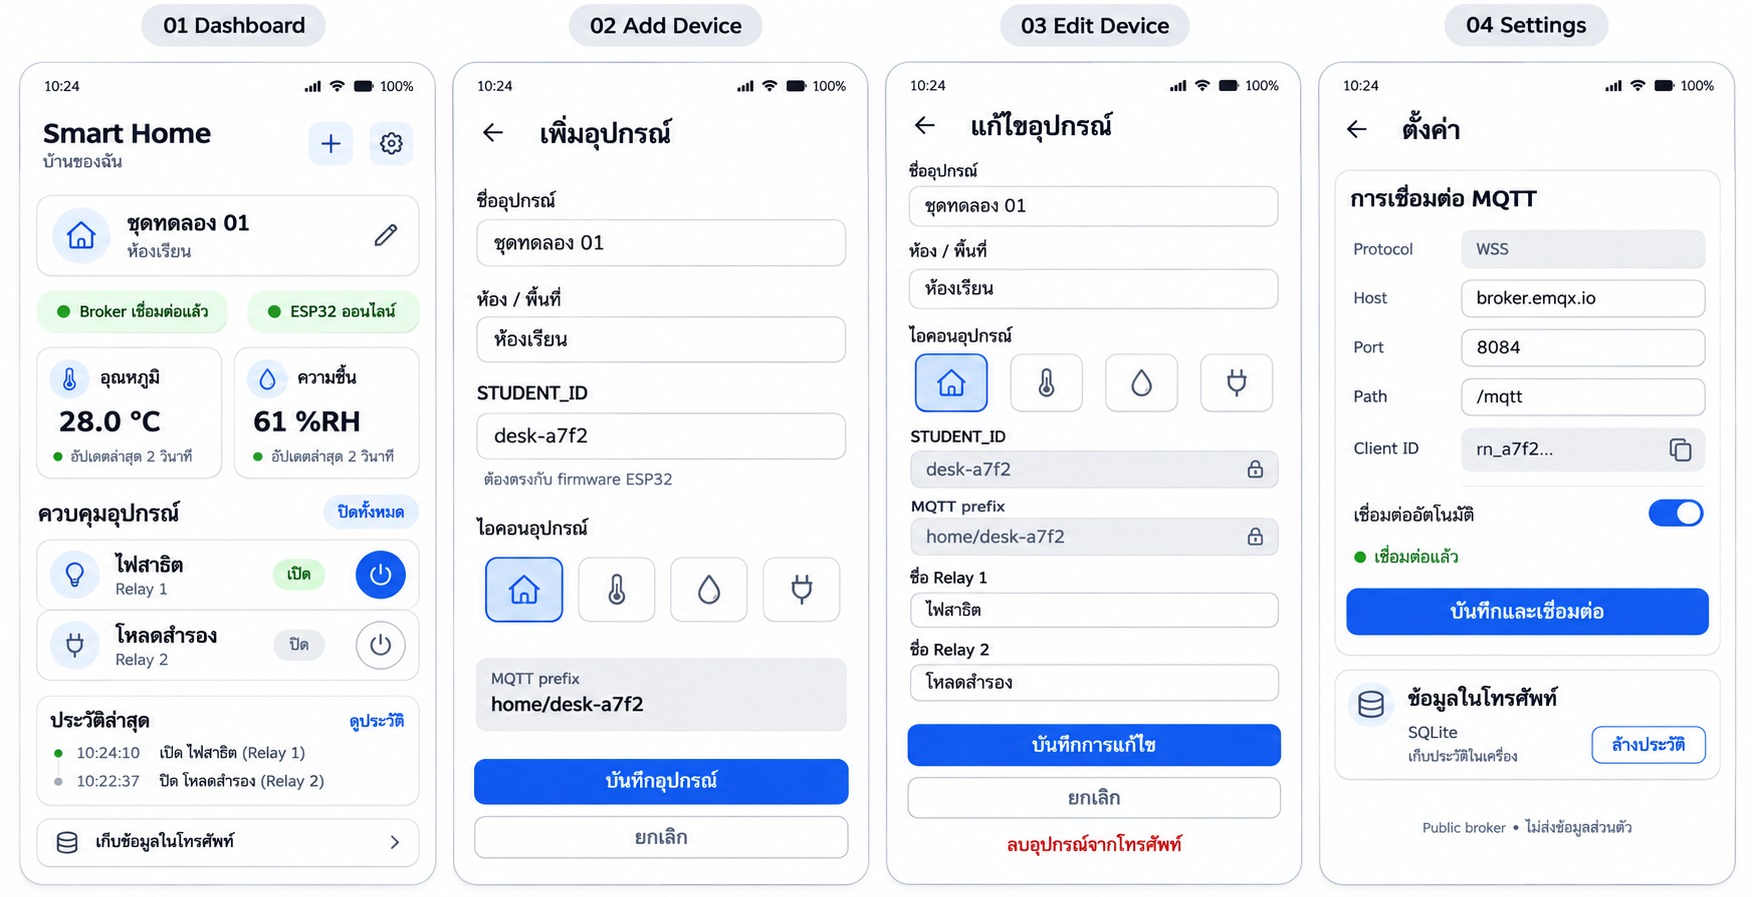 01 Dashboard
10:24
100%
Smart Home
บ้านของฉัน
ชุดทดลอง 01
ห้องเรียน
Broker เชื่อมต่อแล้ว
ESP32 ออนไลน์
อุณหภูมิ
28.0 °C
อัปเดตล่าสุด 2 วินาที
ความชื้น
61 %RH
อัปเดตล่าสุด 2 วินาที
ควบคุมอุปกรณ์
ปิดทั้งหมด
ไฟสาธิต
Relay 1
เปิด
โหลดสำรอง
Relay 2
ปิด
ประวัติล่าสุด
ดูประวัติ
10:24:10 เปิด ไฟสาธิต (Relay 1)
10:22:37 ปิด โหลดสำรอง (Relay 2)
เก็บข้อมูลในโทรศัพท์
02 Add Device
10:24
100%
เพิ่มอุปกรณ์
ชื่ออุปกรณ์
ชุดทดลอง 01
ห้อง / พื้นที่
ห้องเรียน
STUDENT_ID
desk-a7f2
ต้องตรงกับ firmware ESP32
ไอคอนอุปกรณ์
MQTT prefix
home/desk-a7f2
บันทึกอุปกรณ์
ยกเลิก
03 Edit Device
10:24
100%
แก้ไขอุปกรณ์
ชื่ออุปกรณ์
ชุดทดลอง 01
ห้อง / พื้นที่
ห้องเรียน
ไอคอนอุปกรณ์
STUDENT_ID
desk-a7f2
MQTT prefix
home/desk-a7f2
ชื่อ Relay 1
ไฟสาธิต
ชื่อ Relay 2
โหลดสำรอง
บันทึกการแก้ไข
ยกเลิก
ลบอุปกรณ์จากโทรศัพท์
04 Settings
10:24
100%
ตั้งค่า
การเชื่อมต่อ MQTT
Protocol
WSS
Host
broker.emqx.io
Port
8084
Path
/mqtt
Client ID
rn_a7f2...
เชื่อมต่ออัตโนมัติ
เชื่อมต่อแล้ว
บันทึกและเชื่อมต่อ
ข้อมูลในโทรศัพท์
SQLite
เก็บประวัติในเครื่อง
ล้างประวัติ
Public broker • ไม่ส่งข้อมูลส่วนตัว